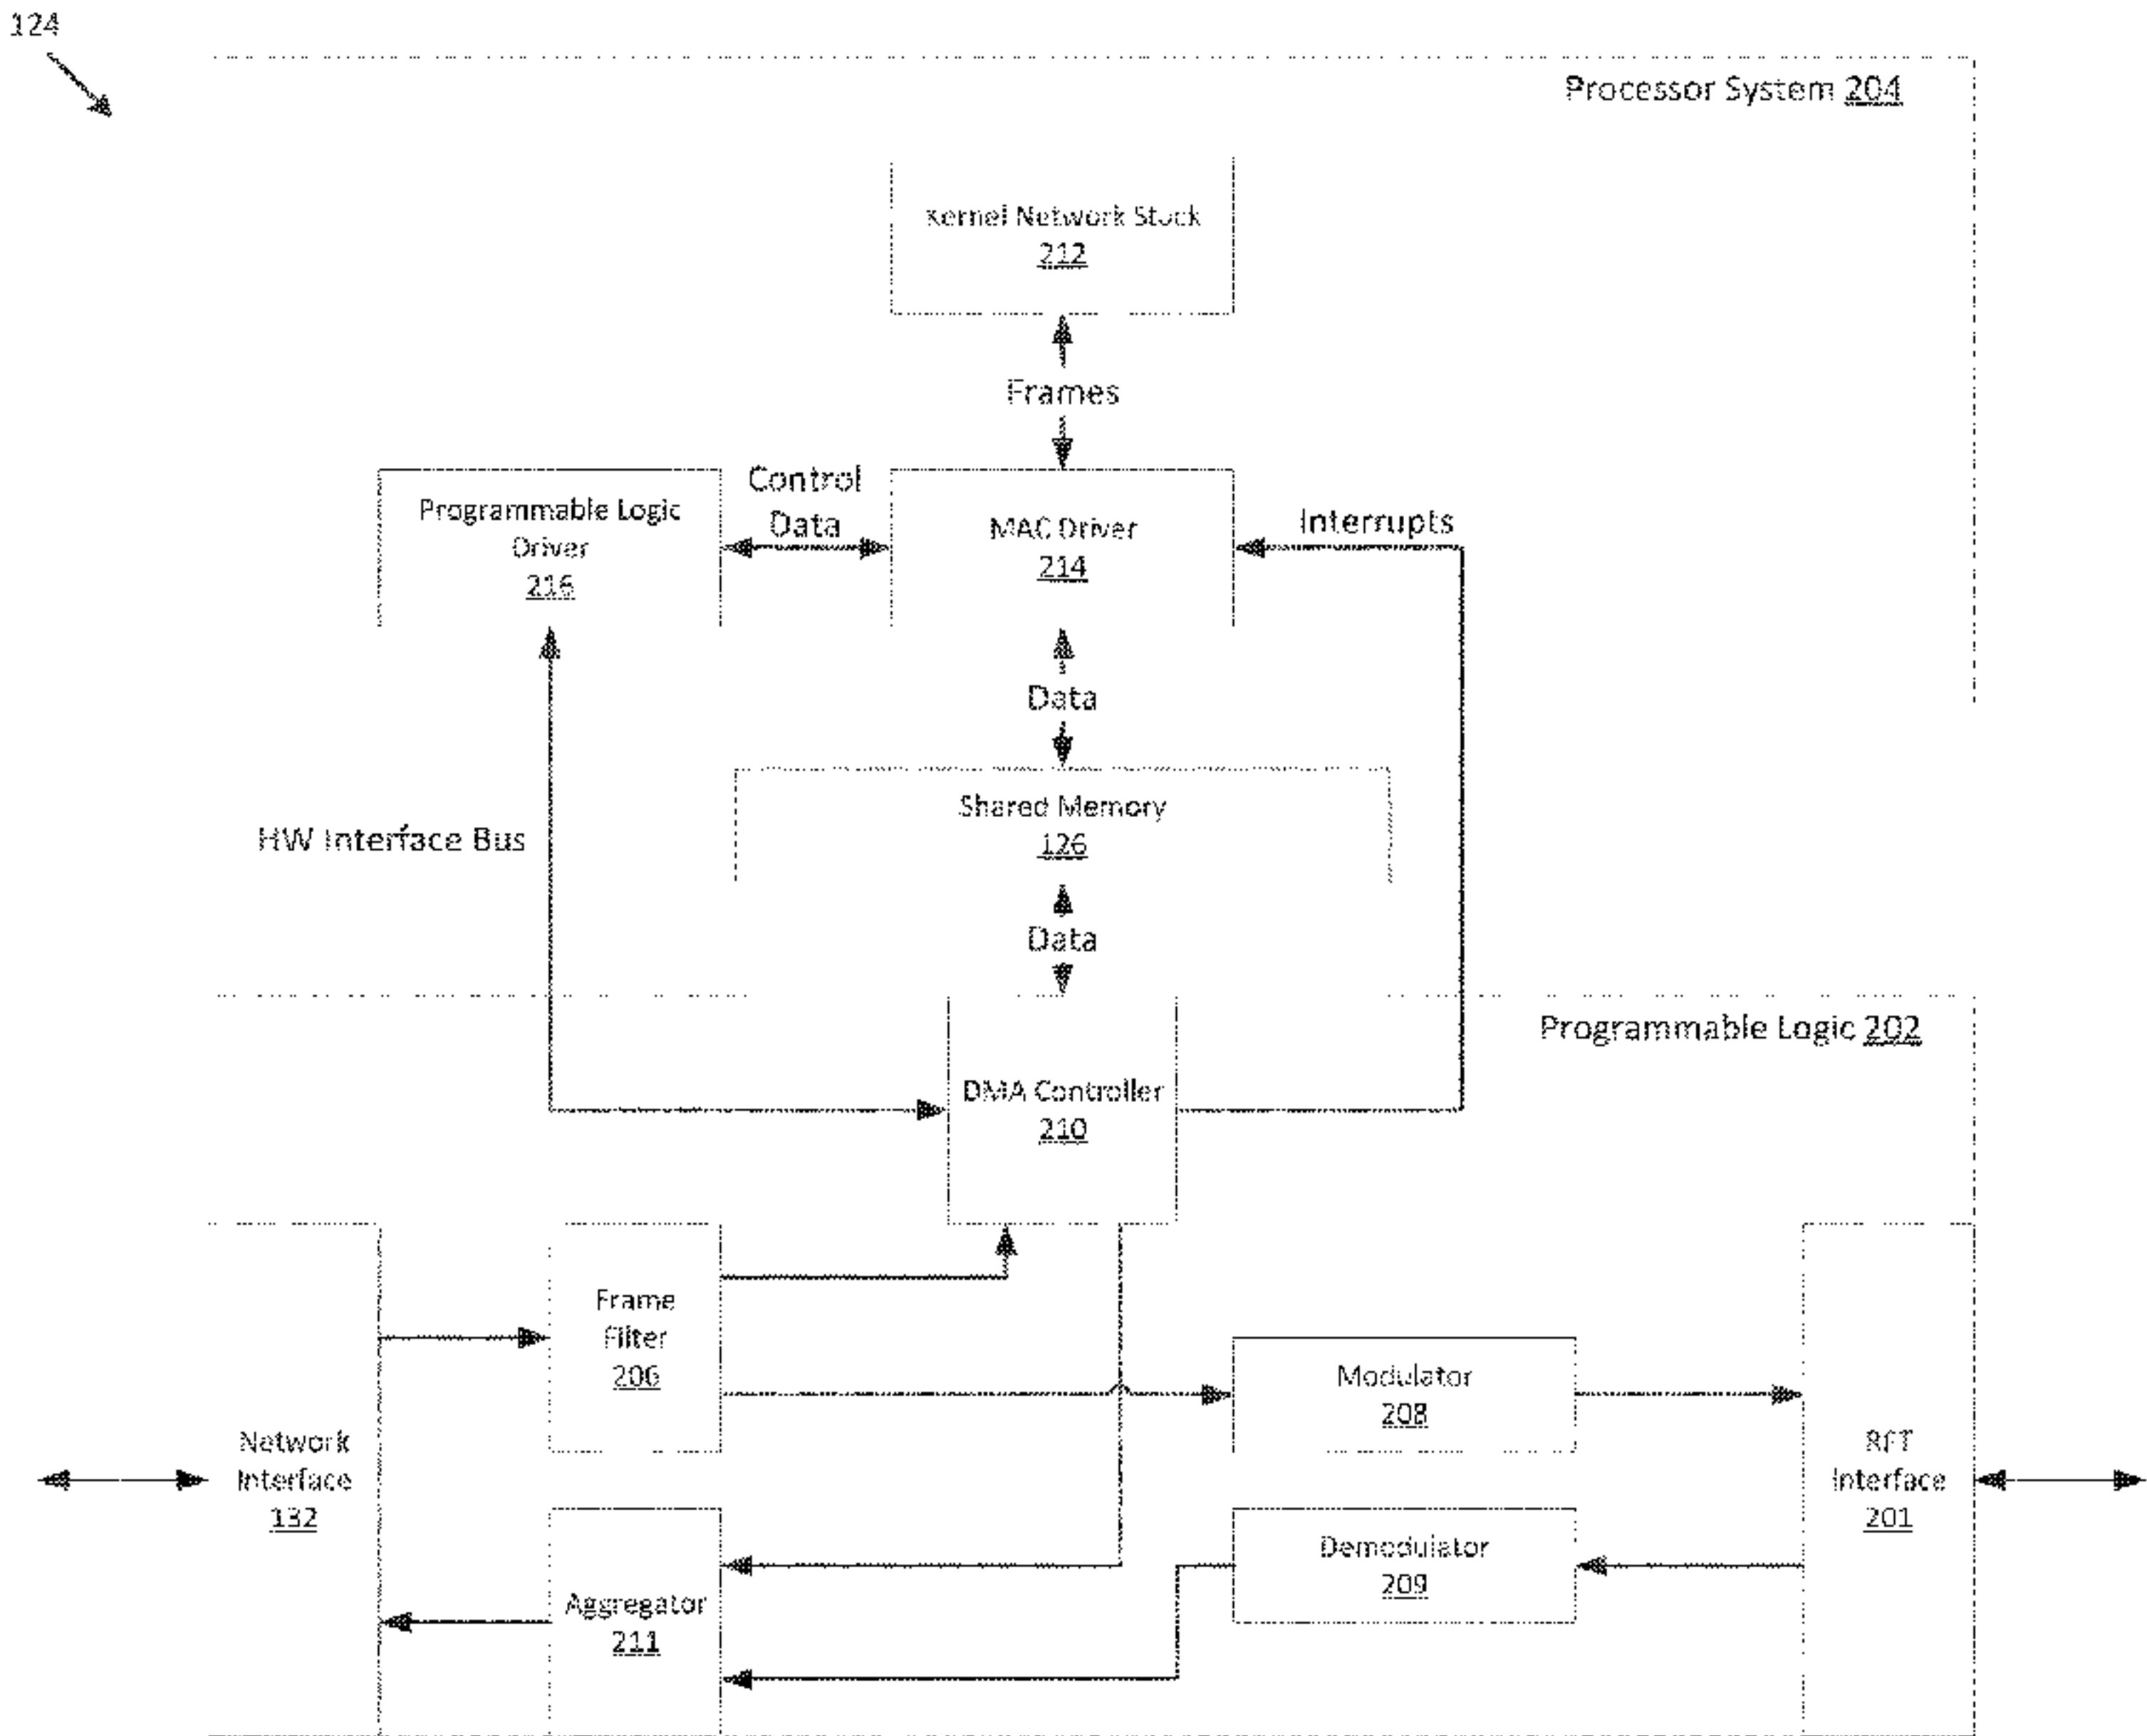 124
Processor System 204
Kernel Network Stack
212
Frames
Programmable Logic
Driver
216
Control
Data
MAC Driver
214
Interrupts
Data
Shared Memory
126
HW Interface Bus
Data
Programmable Logic 202
DMA Controller
210
Frame
Filter
206
Modulator
208
Network
Interface
132
RFT
Interface
201
Demodulator
209
Aggregator
211